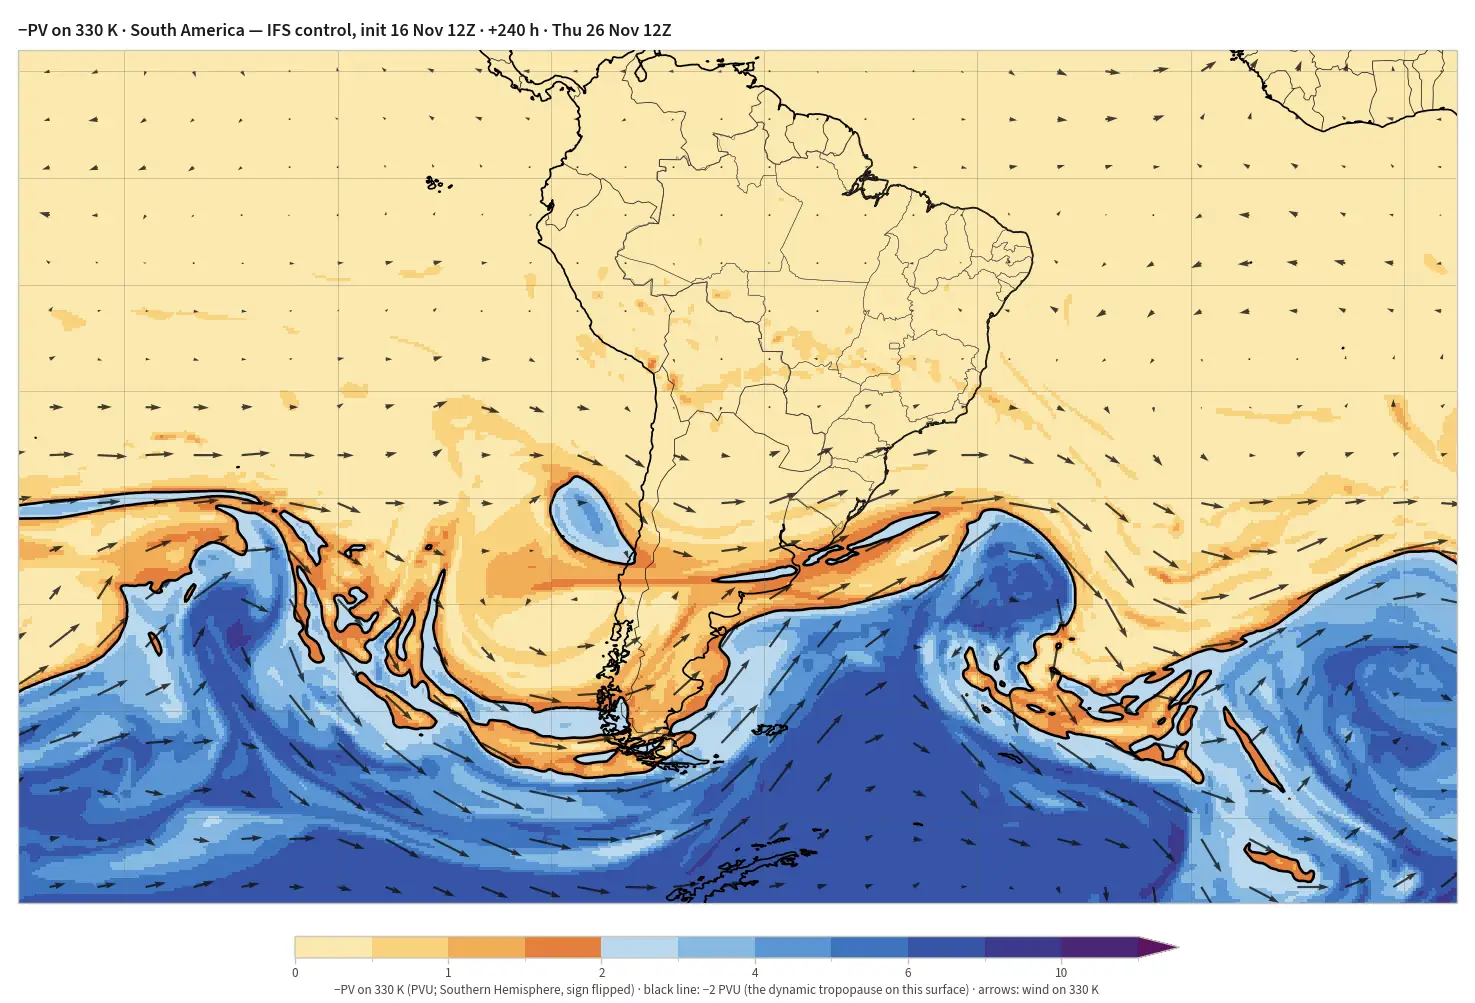 −PV on 330 K · South America — IFS control, init 16 Nov 12Z · +240 h · Thu 26 Nov 12Z
0 1 2 4 6 10
−PV on 330 K (PVU; Southern Hemisphere, sign flipped) · black line: −2 PVU (the dynamic tropopause on this surface) · arrows: wind on 330 K